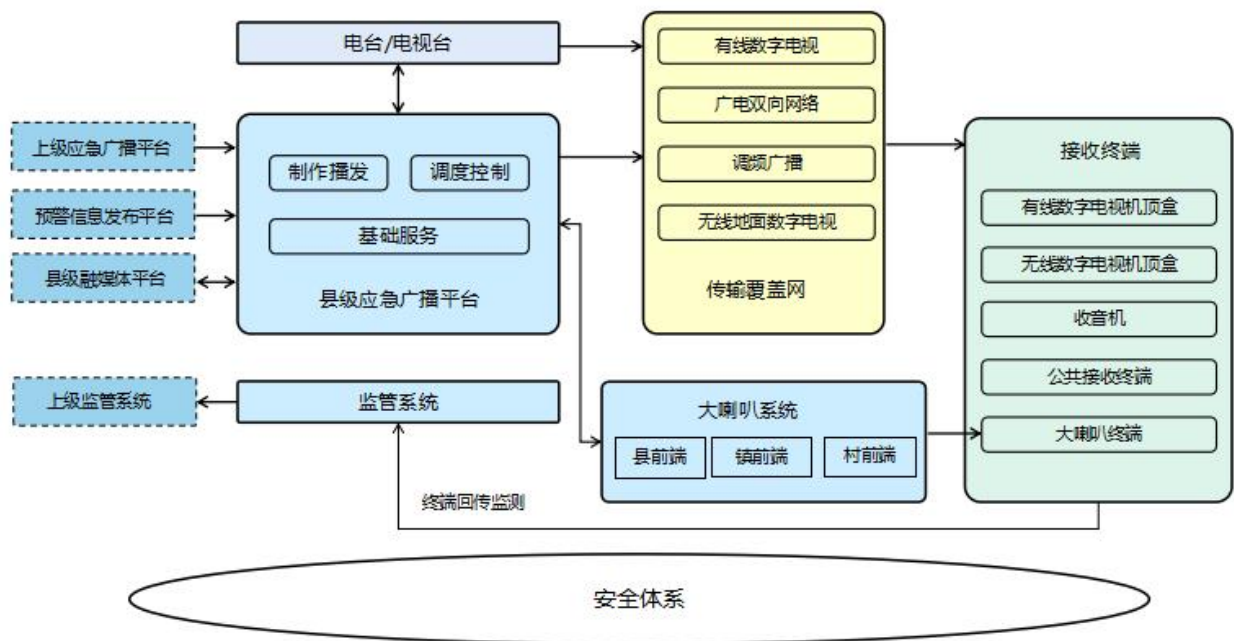 电台/电视台
上级应急广播平台
预警信息发布平台
县级融媒体平台
制作播发
调度控制
基础服务
县级应急广播平台
有线数字电视
广电双向网络
调频广播
无线地面数字电视
传输覆盖网
接收终端
有线数字电视机顶盒
无线数字电视机顶盒
收音机
公共接收终端
大喇叭终端
上级监管系统
监管系统
大喇叭系统
县前端
镇前端
村前端
终端回传监测
安全体系